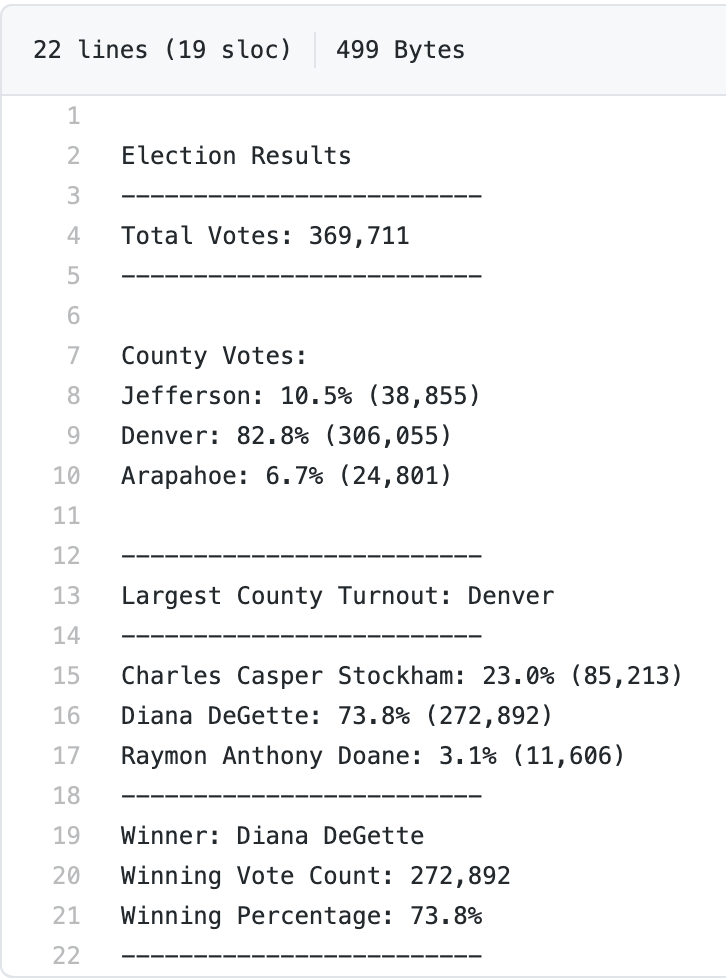 22 lines (19 sloc) 499 Bytes
1
2 Election Results
3 -------------------------
4 Total Votes: 369,711
5 -------------------------
6
7 County Votes:
8 Jefferson: 10.5% (38,855)
9 Denver: 82.8% (306,055)
10 Arapahoe: 6.7% (24,801)
11
12 -------------------------
13 Largest County Turnout: Denver
14 -------------------------
15 Charles Casper Stockham: 23.0% (85,213)
16 Diana DeGette: 73.8% (272,892)
17 Raymon Anthony Doane: 3.1% (11,606)
18 -------------------------
19 Winner: Diana DeGette
20 Winning Vote Count: 272,892
21 Winning Percentage: 73.8%
22 -------------------------